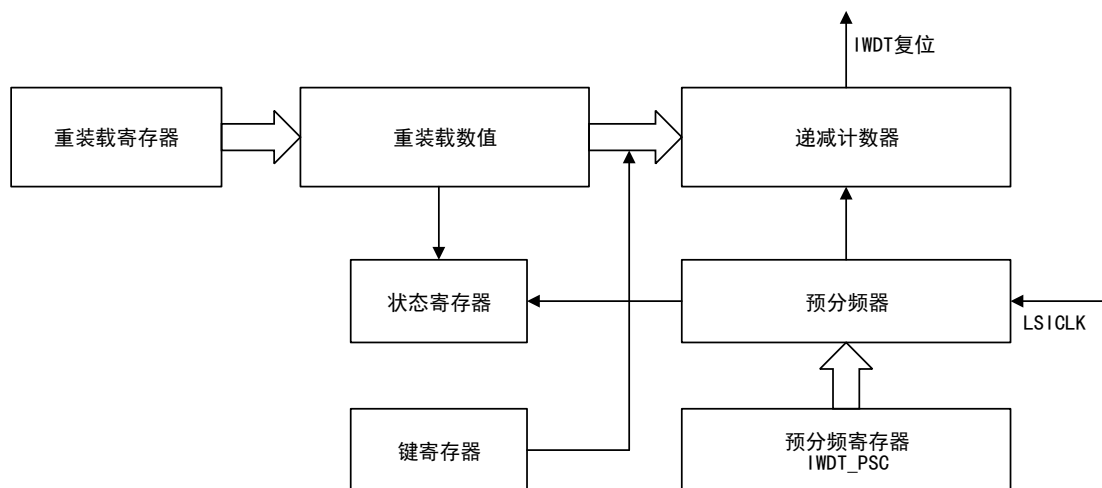 IWDT复位
重装载寄存器
重装载数值
递减计数器
状态寄存器
预分频器
LSICLK
键寄存器
预分频寄存器
IWDT_PSC